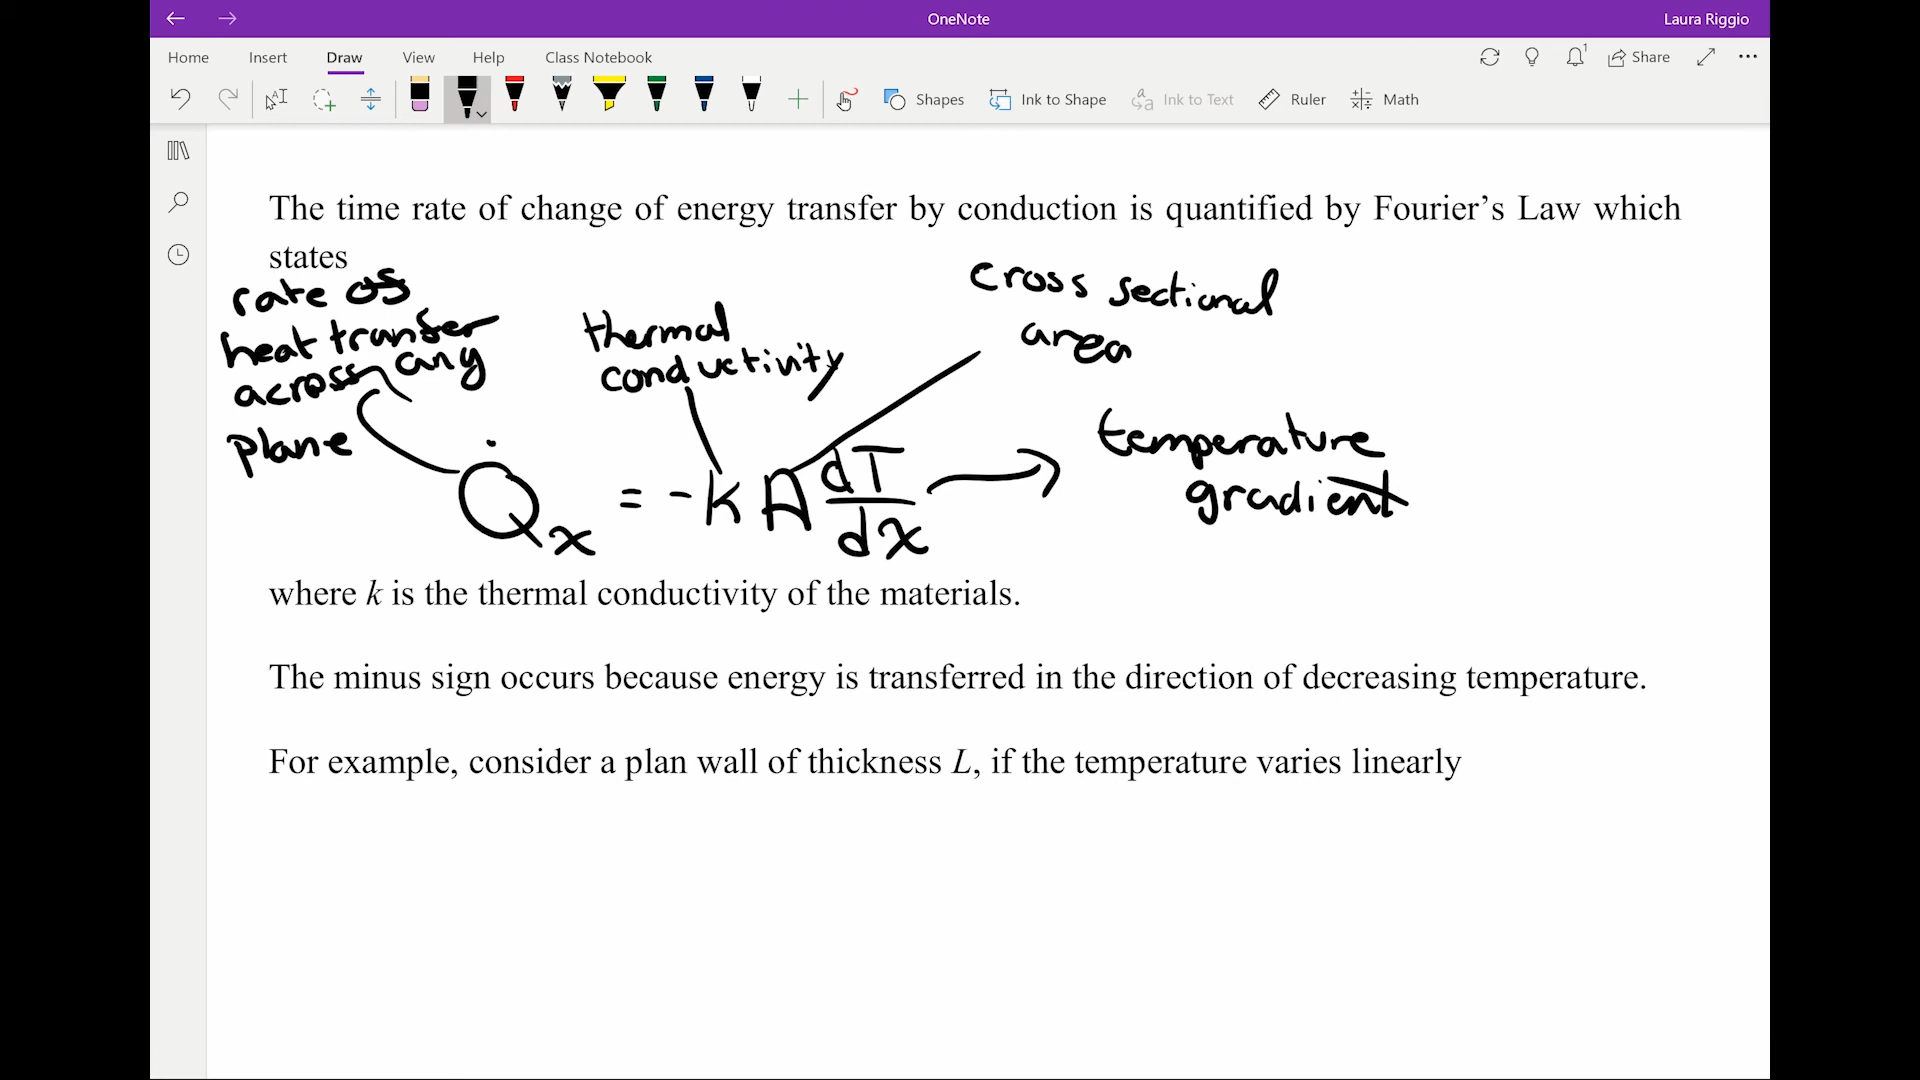 OneNote
Laura Riggio
Home Insert Draw View Help Class Notebook
1 Share
Shapes Ink to Shape Ink to Text Ruler Math
The time rate of change of energy transfer by conduction is quantified by Fourier’s Law which
states
rate of
heat transfer
across any
plane
thermal
conductivity
cross sectional
area
Q̇x = -k A dT/dx
temperature
gradient
where k is the thermal conductivity of the materials.
The minus sign occurs because energy is transferred in the direction of decreasing temperature.
For example, consider a plan wall of thickness L, if the temperature varies linearly